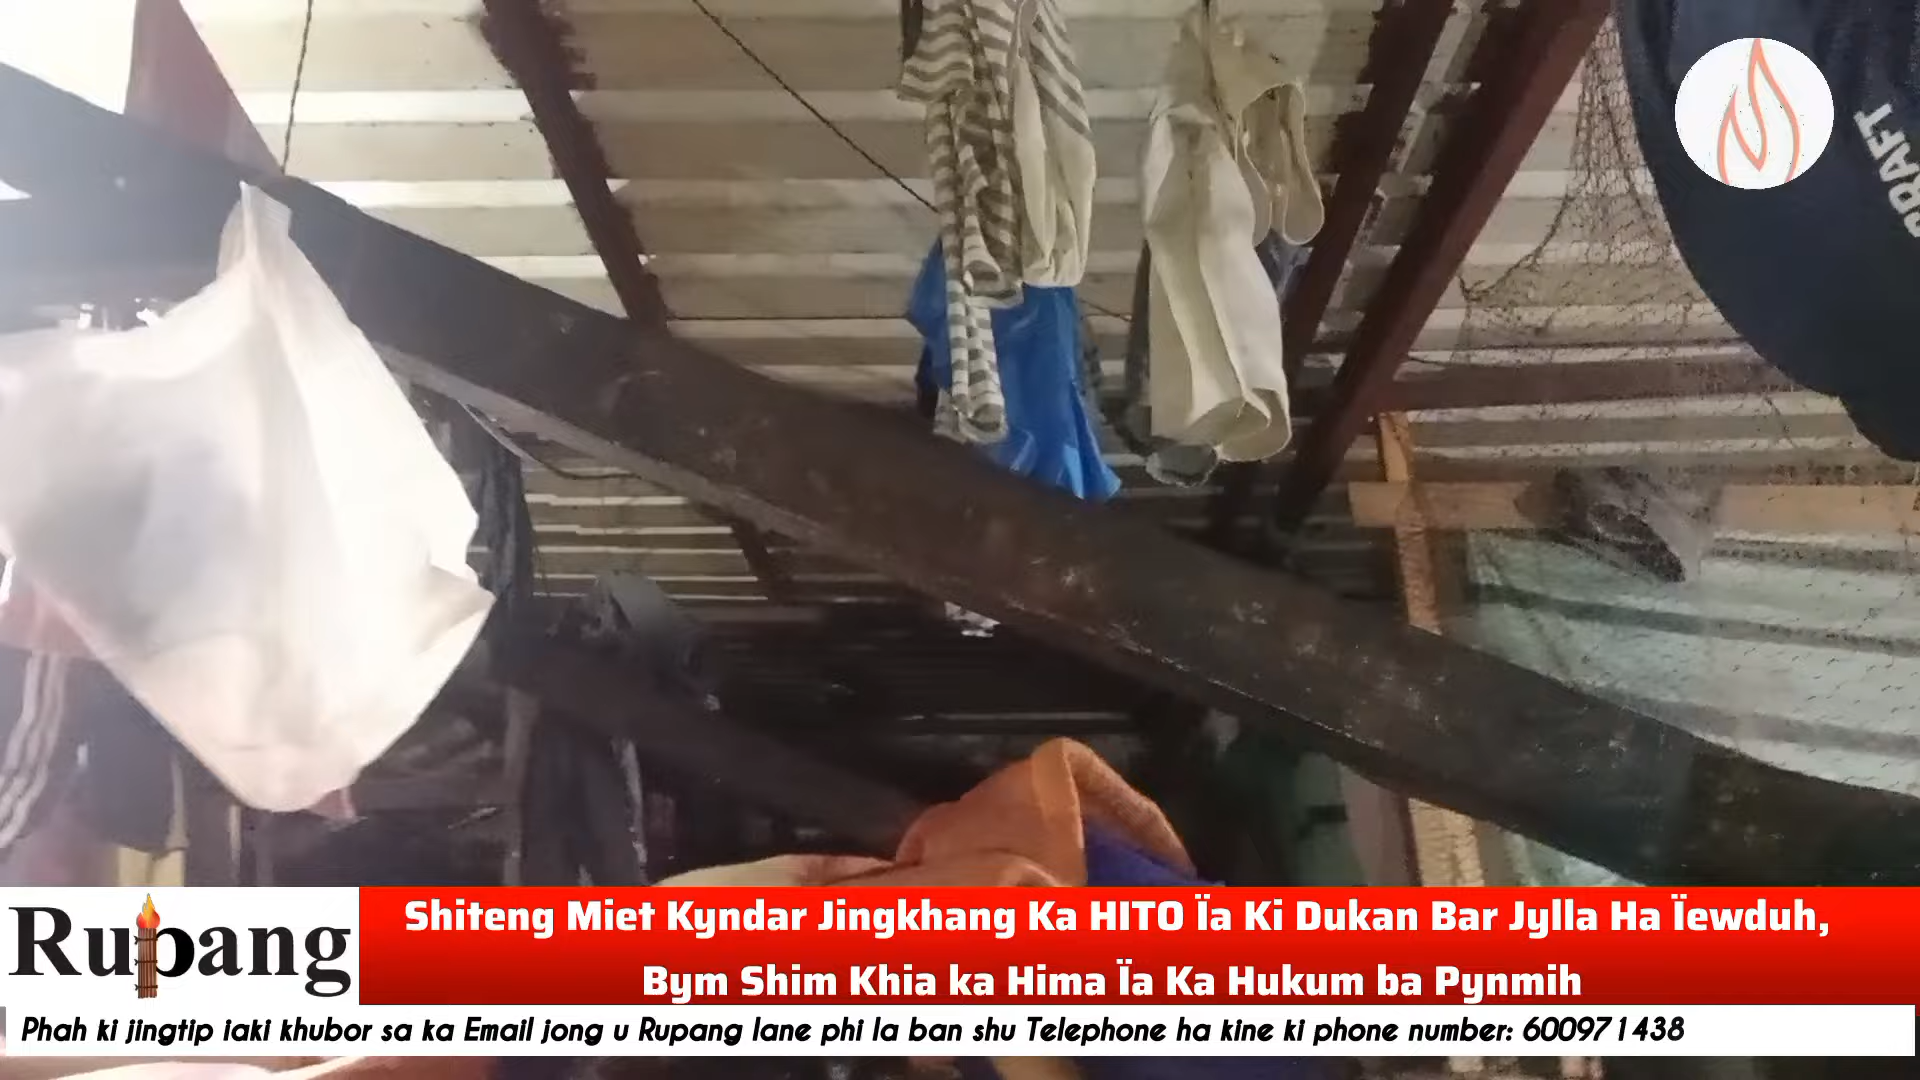 CRAFT
Shiteng Miet Kyndar Jingkhang Ka HITO Ïa Ki Dukan Bar Jylla Ha Ïewduh,
Bym Shim Khia ka Hima Ïa Ka Hukum ba Pynmih
Rupang
Phah ki jingtip iaki khubor sa ka Email jong u Rupang lane phi la ban shu Telephone ha kine ki phone number: 600971438